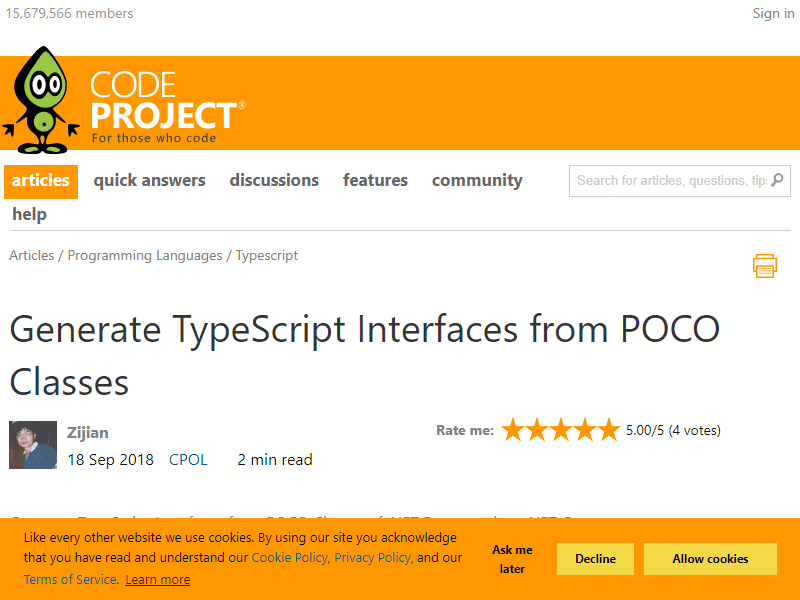 15,679,566 members
Sign in
CODE
PROJECT®
For those who code
articles quick answers discussions features community
Search for articles, questions, tip
help
Articles / Programming Languages / Typescript
Generate TypeScript Interfaces from POCO
Classes
Zijian
Rate me: 5.00/5 (4 votes)
18 Sep 2018 CPOL 2 min read
Like every other website we use cookies. By using our site you acknowledge
that you have read and understand our Cookie Policy, Privacy Policy, and our
Terms of Service. Learn more
Ask me
later
Decline
Allow cookies